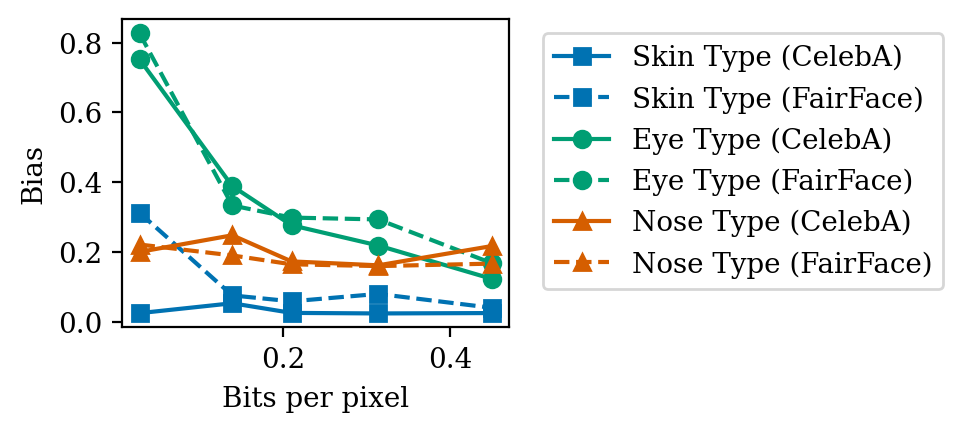 0.8
0.6
0.4
0.2
0.0
Bias
0.2
0.4
Bits per pixel
Skin Type (CelebA)
Skin Type (FairFace)
Eye Type (CelebA)
Eye Type (FairFace)
Nose Type (CelebA)
Nose Type (FairFace)